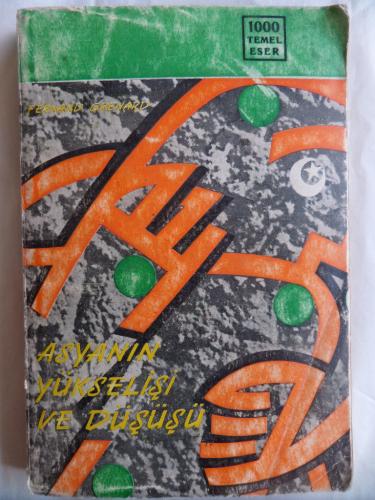 1000
TEMEL
ESER
FERNAND GRENARD
ASYANIN
YÜKSELİŞİ
VE DÜŞÜŞÜ